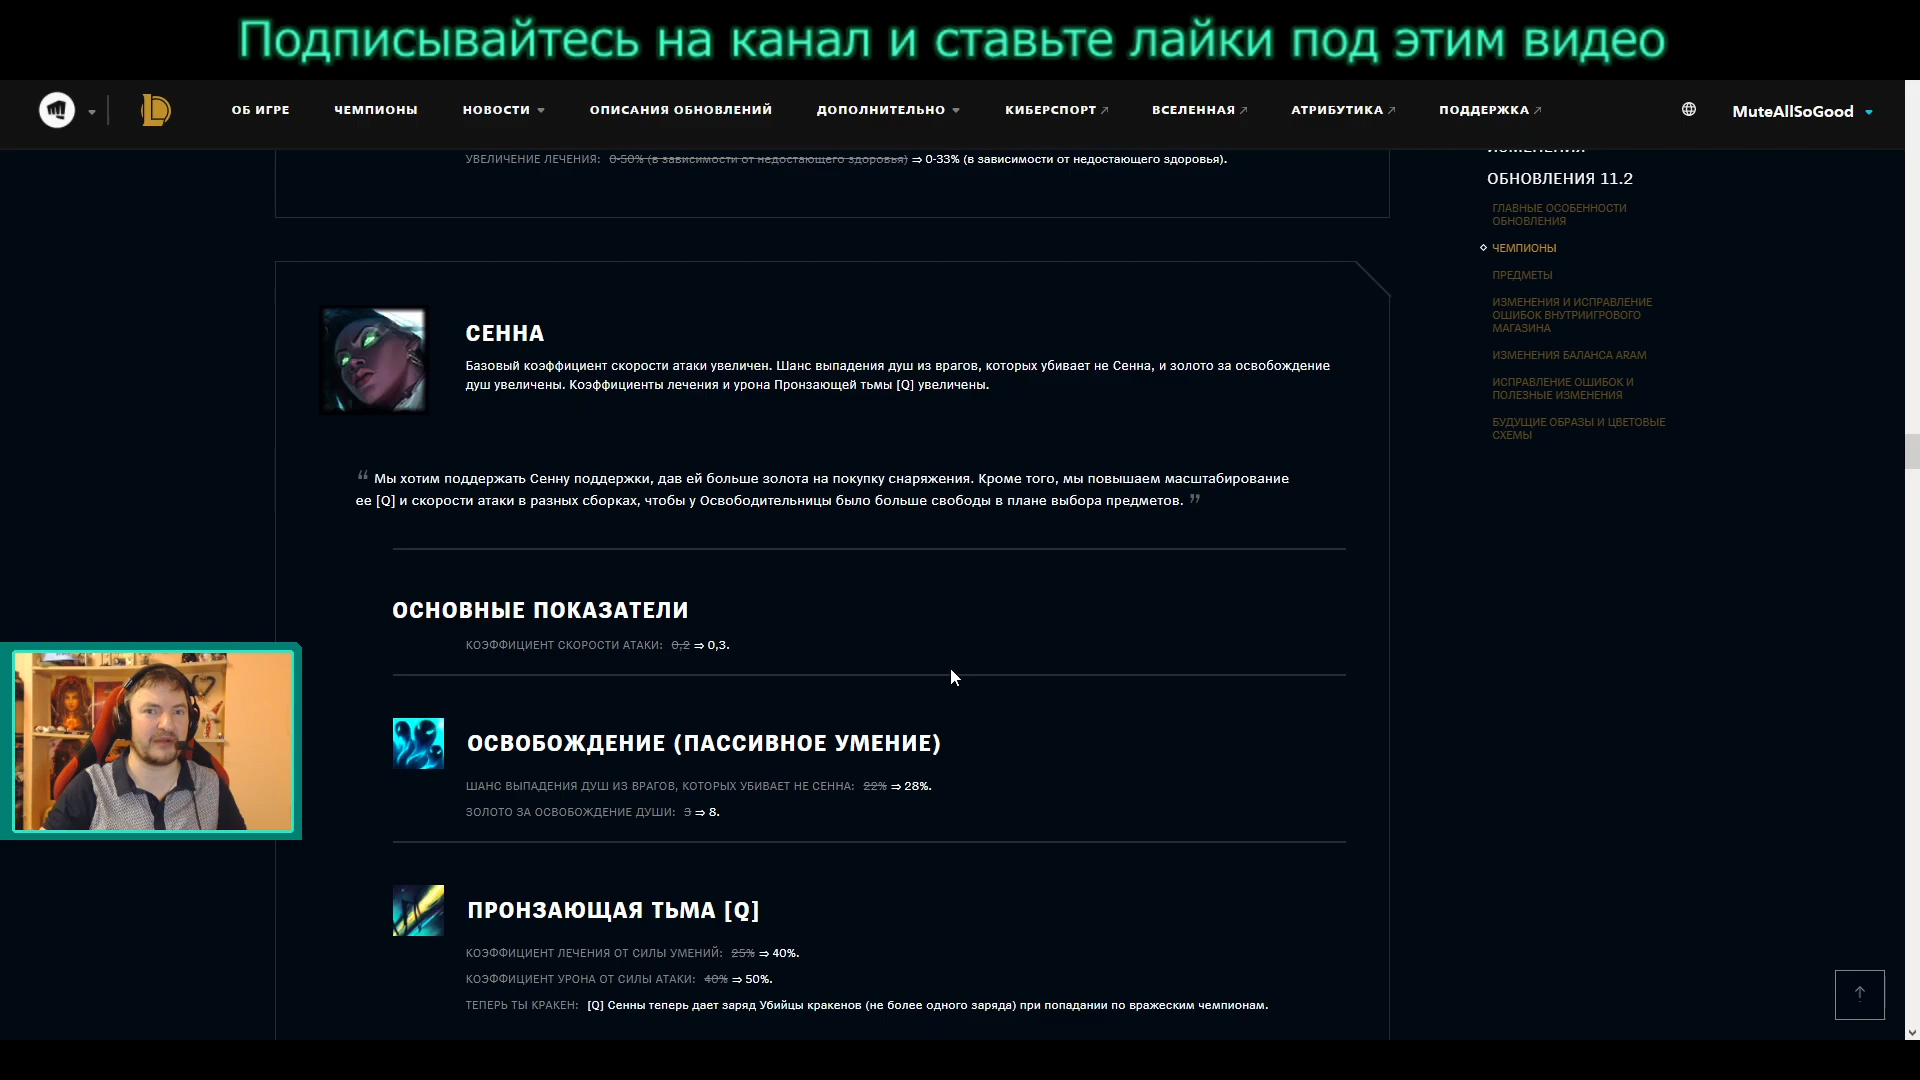 Подписывайтесь на канал и ставьте лайки под этим видео
ОБ ИГРЕ ЧЕМПИОНЫ НОВОСТИ ОПИСАНИЯ ОБНОВЛЕНИЙ ДОПОЛНИТЕЛЬНО КИБЕРСПОРТ ВСЕЛЕННАЯ АТРИБУТИКА ПОДДЕРЖКА MuteAllSoGood
УВЕЛИЧЕНИЕ ЛЕЧЕНИЯ: 0-50% (в зависимости от недостающего здоровья) ⇒ 0-33% (в зависимости от недостающего здоровья).
СЕННА
Базовый коэффициент скорости атаки увеличен. Шанс выпадения душ из врагов, которых убивает не Сенна, и золото за освобождение
душ увеличены. Коэффициенты лечения и урона Пронзающей тьмы [Q] увеличены.
“ Мы хотим поддержать Сенну поддержки, дав ей больше золота на покупку снаряжения. Кроме того, мы повышаем масштабирование
ее [Q] и скорости атаки в разных сборках, чтобы у Освободительницы было больше свободы в плане выбора предметов. ”
ОСНОВНЫЕ ПОКАЗАТЕЛИ
КОЭФФИЦИЕНТ СКОРОСТИ АТАКИ: 0,2 ⇒ 0,3.
ОСВОБОЖДЕНИЕ (ПАССИВНОЕ УМЕНИЕ)
ШАНС ВЫПАДЕНИЯ ДУШ ИЗ ВРАГОВ, КОТОРЫХ УБИВАЕТ НЕ СЕННА: 22% ⇒ 28%.
ЗОЛОТО ЗА ОСВОБОЖДЕНИЕ ДУШИ: 3 ⇒ 8.
ПРОНЗАЮЩАЯ ТЬМА [Q]
КОЭФФИЦИЕНТ ЛЕЧЕНИЯ ОТ СИЛЫ УМЕНИЙ: 25% ⇒ 40%.
КОЭФФИЦИЕНТ УРОНА ОТ СИЛЫ АТАКИ: 40% ⇒ 50%.
ТЕПЕРЬ ТЫ КРАКЕН: [Q] Сенны теперь дает заряд Убийцы кракенов (не более одного заряда) при попадании по вражеским чемпионам.
ИЗМЕНЕНИЯ
ОБНОВЛЕНИЯ 11.2
ГЛАВНЫЕ ОСОБЕННОСТИ
ОБНОВЛЕНИЯ
ЧЕМПИОНЫ
ПРЕДМЕТЫ
ИЗМЕНЕНИЯ И ИСПРАВЛЕНИЕ
ОШИБОК ВНУТРИИГРОВОГО
МАГАЗИНА
ИЗМЕНЕНИЯ БАЛАНСА ARAM
ИСПРАВЛЕНИЕ ОШИБОК И
ПОЛЕЗНЫЕ ИЗМЕНЕНИЯ
БУДУЩИЕ ОБРАЗЫ И ЦВЕТОВЫЕ
СХЕМЫ